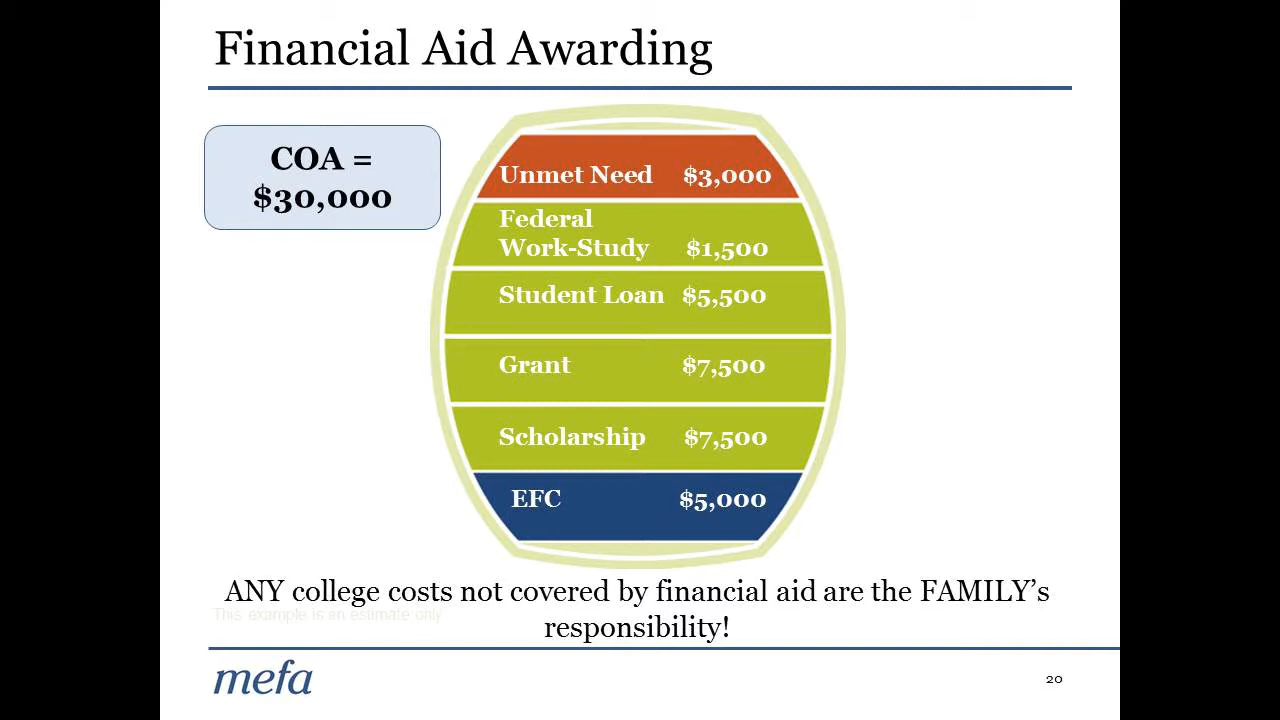 Financial Aid Awarding
COA =
$30,000
Unmet Need $3,000
Federal
Work-Study $1,500
Student Loan $5,500
Grant $7,500
Scholarship $7,500
EFC $5,000
ANY college costs not covered by financial aid are the FAMILY’s
This example is an estimate only
responsibility!
mefa
20